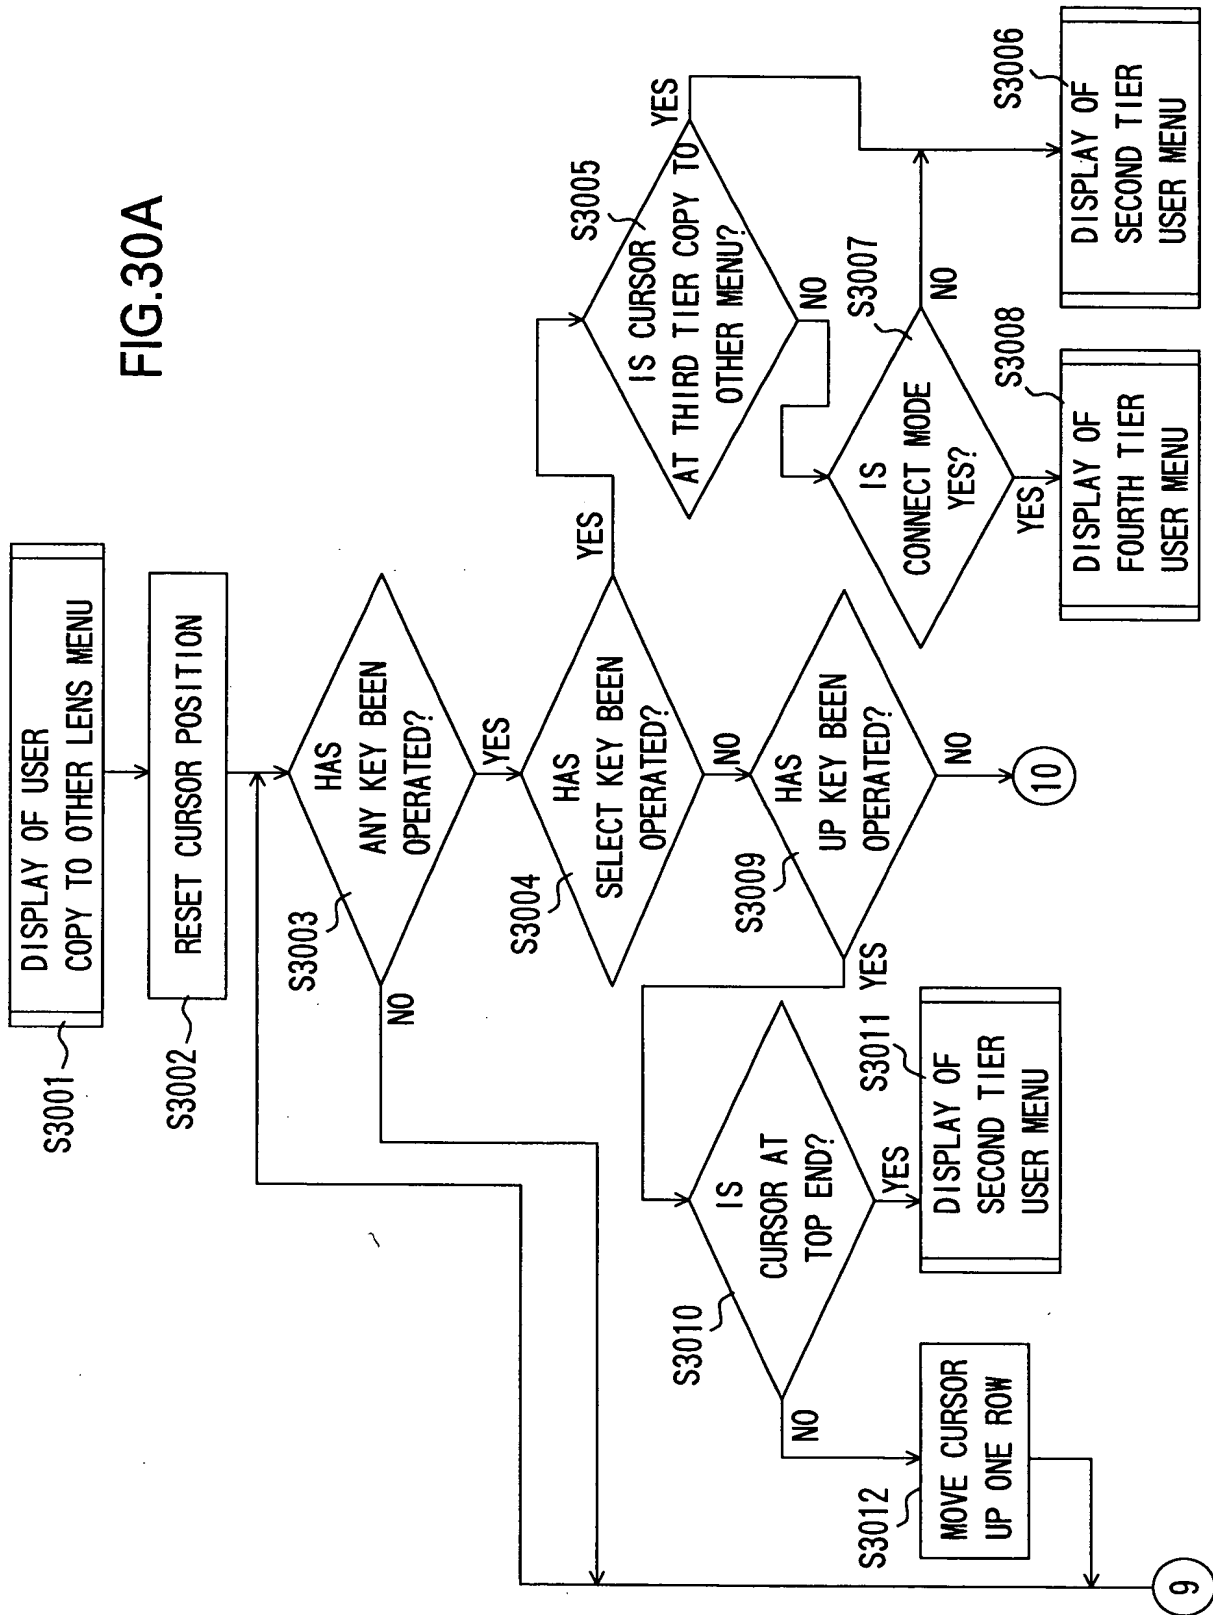 FIG.30A
DISPLAY OF USER
COPY TO OTHER LENS MENU
S3001
RESET CURSOR POSITION
S3002
HAS
ANY KEY BEEN
OPERATED?
S3003
NO
YES
HAS
SELECT KEY BEEN
OPERATED?
S3004
YES
NO
IS CURSOR
AT THIRD TIER COPY TO
OTHER MENU?
S3005
YES
NO
DISPLAY OF
SECOND TIER
USER MENU
S3006
IS
CONNECT MODE
YES?
S3007
NO
YES
DISPLAY OF
FOURTH TIER
USER MENU
S3008
HAS
UP KEY BEEN
OPERATED?
S3009
YES
NO
10
IS
CURSOR AT
TOP END?
S3010
YES
NO
DISPLAY OF
SECOND TIER
USER MENU
S3011
MOVE CURSOR
UP ONE ROW
S3012
9